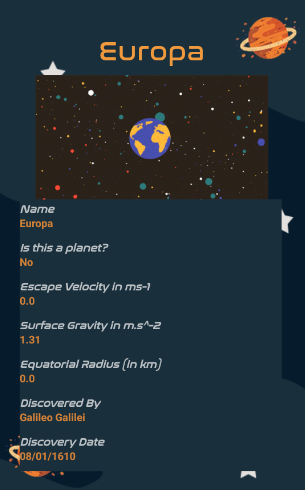 Europa
Name
Europa
Is this a planet?
No
Escape Velocity in ms-1
0.0
Surface Gravity in m.s^-2
1.31
Equatorial Radius (in km)
0.0
Discovered By
Galileo Galilei
Discovery Date
08/01/1610